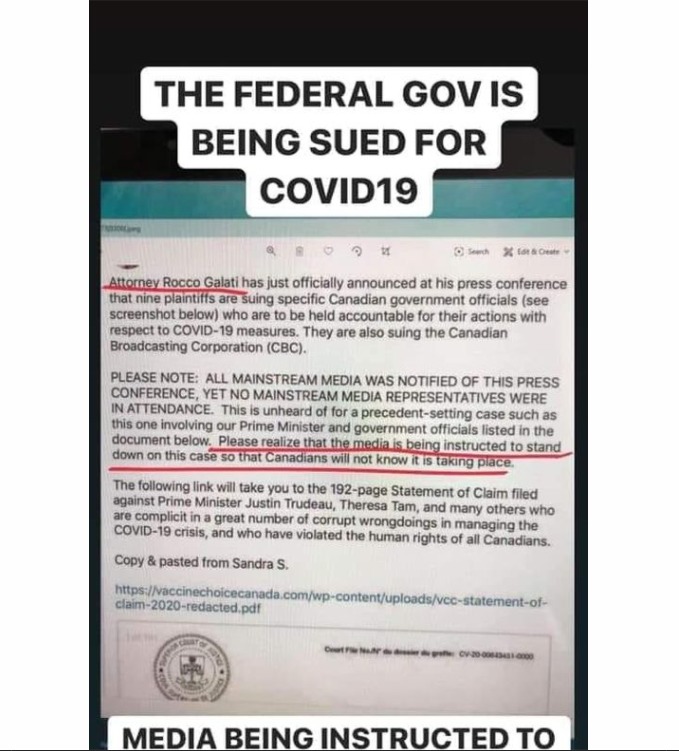 THE FEDERAL GOV IS
BEING SUED FOR
COVID19
Search Edit & Create
Attorney Rocco Galati has just officially announced at his press conference
that nine plaintiffs are suing specific Canadian government officials (see
screenshot below) who are to be held accountable for their actions with
respect to COVID-19 measures. They are also suing the Canadian
Broadcasting Corporation (CBC).
PLEASE NOTE: ALL MAINSTREAM MEDIA WAS NOTIFIED OF THIS PRESS
CONFERENCE, YET NO MAINSTREAM MEDIA REPRESENTATIVES WERE
IN ATTENDANCE. This is unheard of for a precedent-setting case such as
this one involving our Prime Minister and government officials listed in the
document below. Please realize that the media is being instructed to stand
down on this case so that Canadians will not know it is taking place.
The following link will take you to the 192-page Statement of Claim filed
against Prime Minister Justin Trudeau, Theresa Tam, and many others who
are complicit in a great number of corrupt wrongdoings in managing the
COVID-19 crisis, and who have violated the human rights of all Canadians.
Copy & pasted from Sandra S.
https://vaccinechoicecanada.com/wp-content/uploads/vcc-statement-of-
claim-2020-redacted.pdf
Court File No./N° du dossier du greffe: CV-20-00643451-0000
SUPERIOR COURT OF JUSTICE
MEDIA BEING INSTRUCTED TO